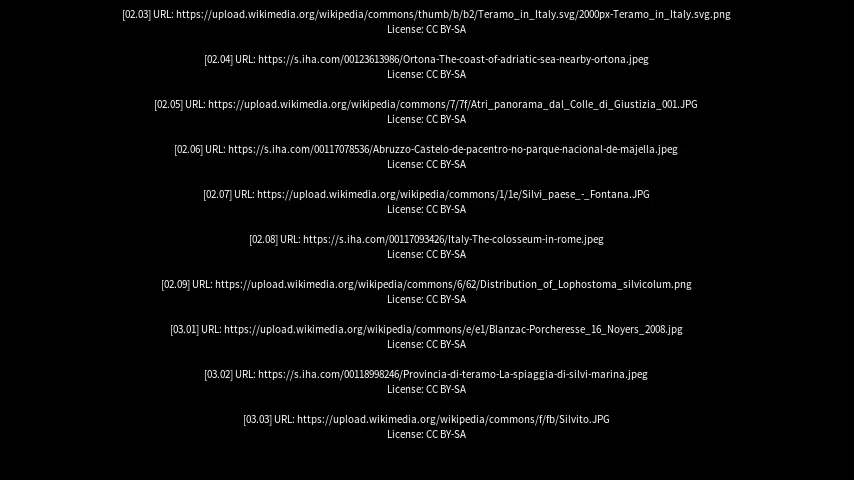 [02.03] URL: https://upload.wikimedia.org/wikipedia/commons/thumb/b/b2/Teramo_in_Italy.svg/2000px-Teramo_in_Italy.svg.png
License: CC BY-SA
[02.04] URL: https://s.iha.com/00123613986/Ortona-The-coast-of-adriatic-sea-nearby-ortona.jpeg
License: CC BY-SA
[02.05] URL: https://upload.wikimedia.org/wikipedia/commons/7/7f/Atri_panorama_dal_Colle_di_Giustizia_001.JPG
License: CC BY-SA
[02.06] URL: https://s.iha.com/00117078536/Abruzzo-Castelo-de-pacentro-no-parque-nacional-de-majella.jpeg
License: CC BY-SA
[02.07] URL: https://upload.wikimedia.org/wikipedia/commons/1/1e/Silvi_paese_-_Fontana.JPG
License: CC BY-SA
[02.08] URL: https://s.iha.com/00117093426/Italy-The-colosseum-in-rome.jpeg
License: CC BY-SA
[02.09] URL: https://upload.wikimedia.org/wikipedia/commons/6/62/Distribution_of_Lophostoma_silvicolum.png
License: CC BY-SA
[03.01] URL: https://upload.wikimedia.org/wikipedia/commons/e/e1/Blanzac-Porcheresse_16_Noyers_2008.jpg
License: CC BY-SA
[03.02] URL: https://s.iha.com/00118998246/Provincia-di-teramo-La-spiaggia-di-silvi-marina.jpeg
License: CC BY-SA
[03.03] URL: https://upload.wikimedia.org/wikipedia/commons/f/fb/Silvito.JPG
License: CC BY-SA